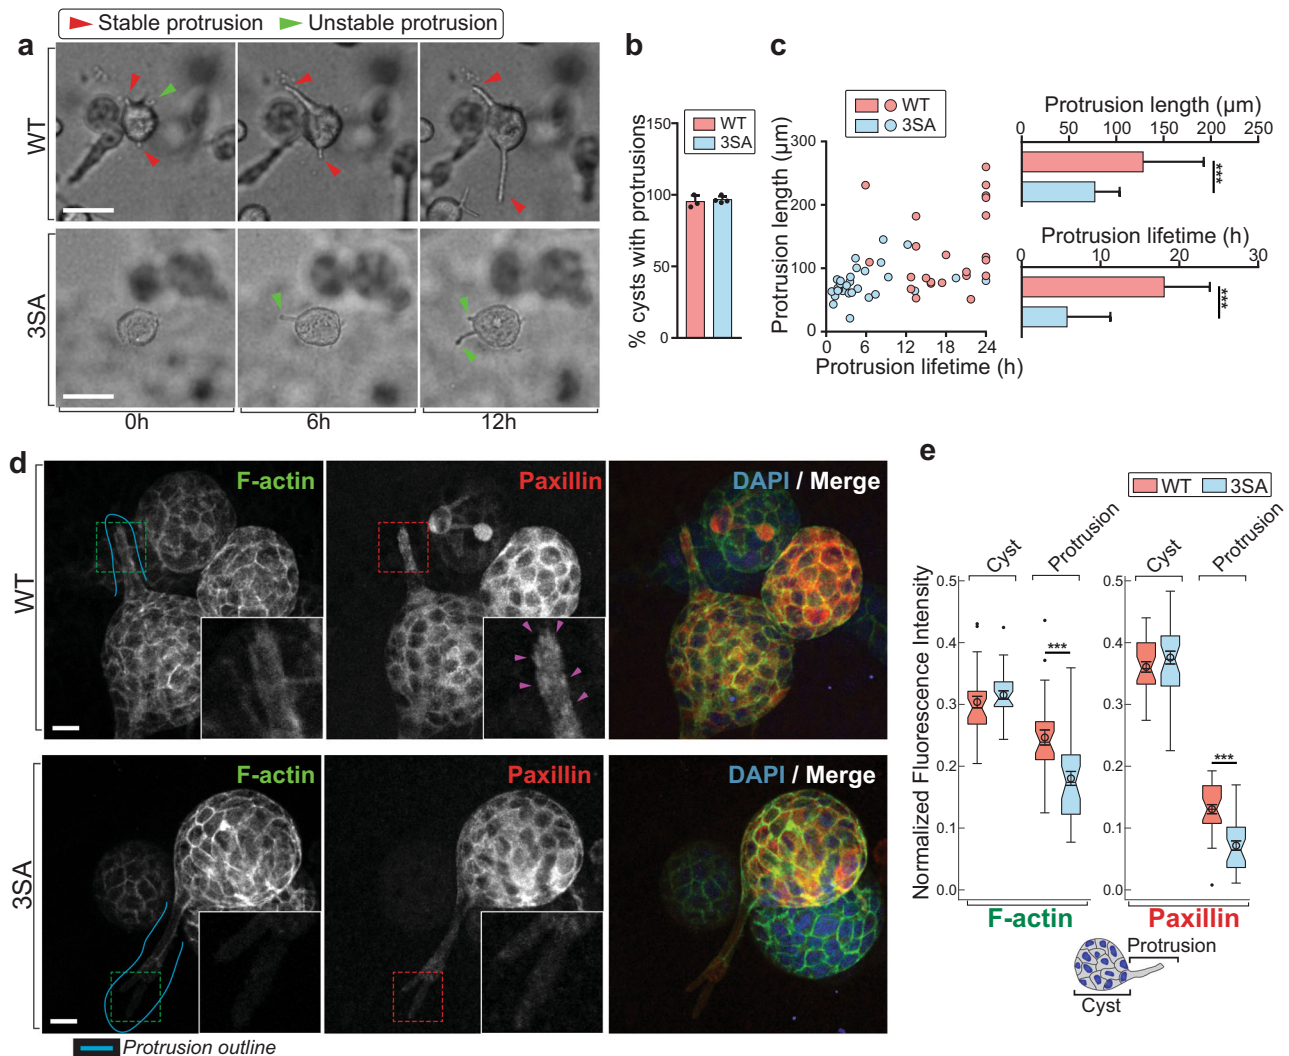 Stable protrusion Unstable protrusion
a
WT
3SA
0h 6h 12h
b
WT
3SA
% cysts with protrusions
150
100
50
0
c
WT
3SA
Protrusion length (µm)
300
200
100
0
0 6 12 18 24
Protrusion lifetime (h)
Protrusion length (µm)
0 50 100 150 200 250
***
Protrusion lifetime (h)
0 10 20 30
***
d
WT
F-actin
Paxillin
DAPI / Merge
3SA
F-actin
Paxillin
DAPI / Merge
Protrusion outline
e
WT 3SA
Normalized Fluorescence Intensity
Cyst Protrusion
0.5
0.4
0.3
0.2
0.1
0.0
***
F-actin
Cyst Protrusion
0.5
0.4
0.3
0.2
0.1
0.0
***
Paxillin
Protrusion
Cyst